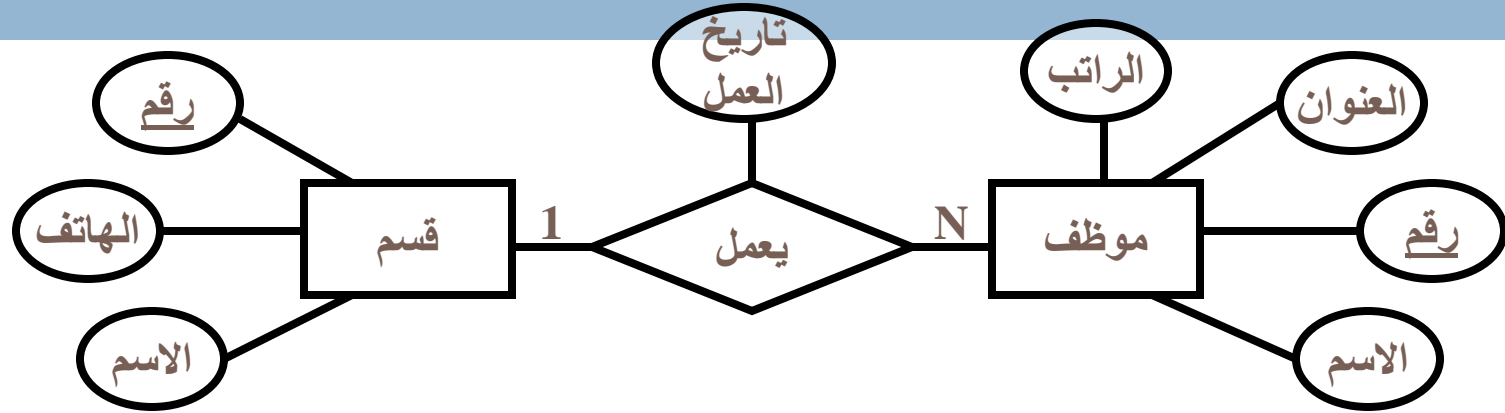 تاريخ
العمل
الراتب
العنوان
رقم
الهاتف
قسم
1
يعمل
N
موظف
رقم
الاسم
الاسم